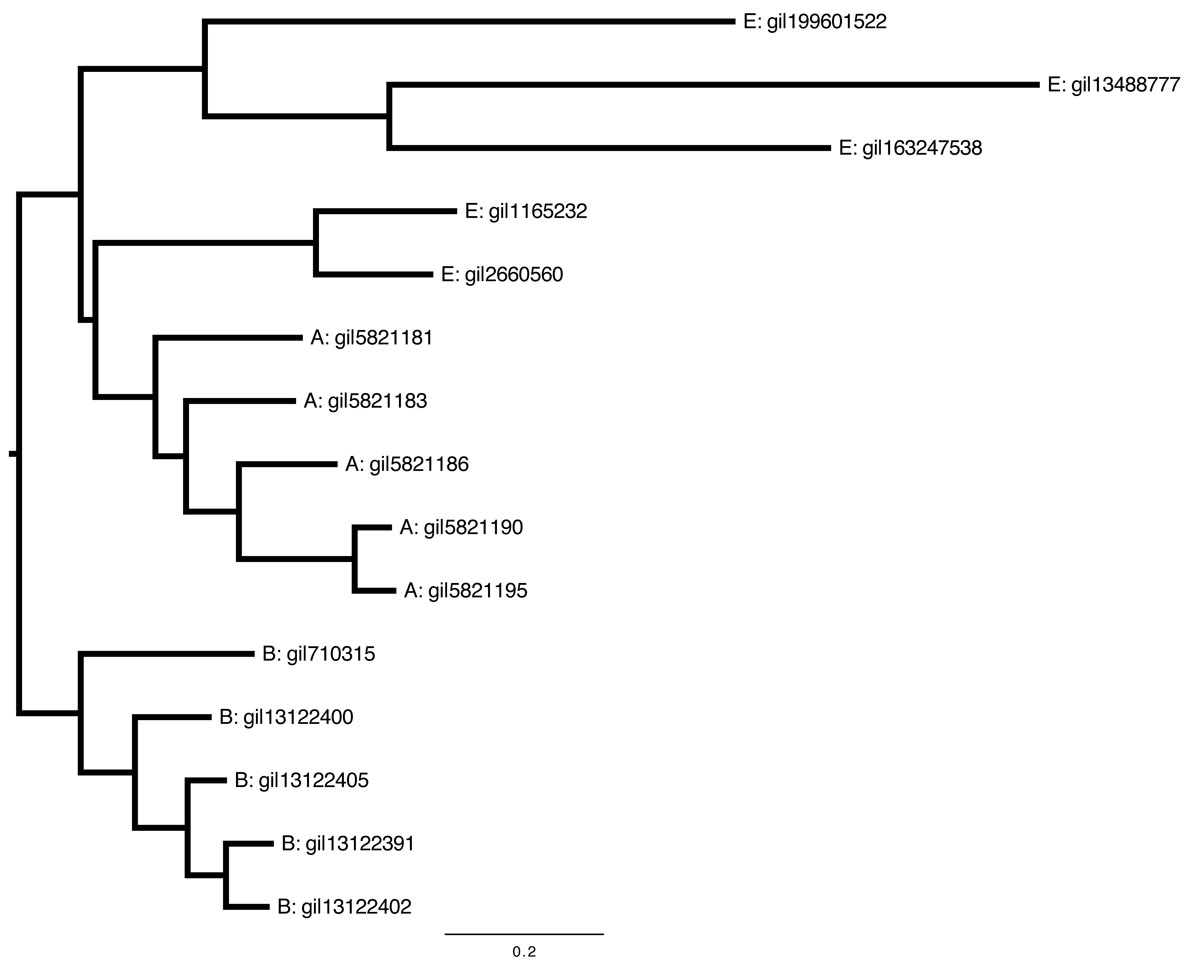 E: gil199601522
E: gil13488777
E: gil163247538
E: gil1165232
E: gil2660560
A: gil5821181
A: gil5821183
A: gil5821186
A: gil5821190
A: gil5821195
B: gil710315
B: gil13122400
B: gil13122405
B: gil13122391
B: gil13122402
0.2